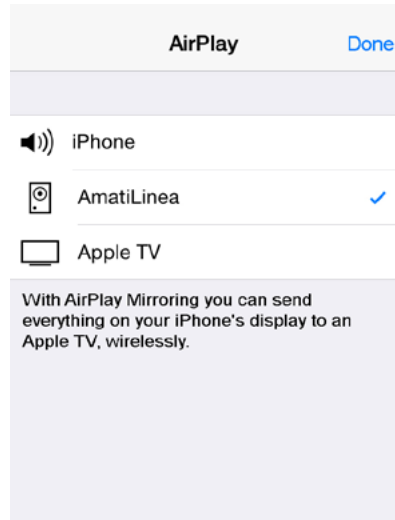 AirPlay Done
iPhone
AmatiLinea
Apple TV
With AirPlay Mirroring you can send
everything on your iPhone's display to an
Apple TV, wirelessly.